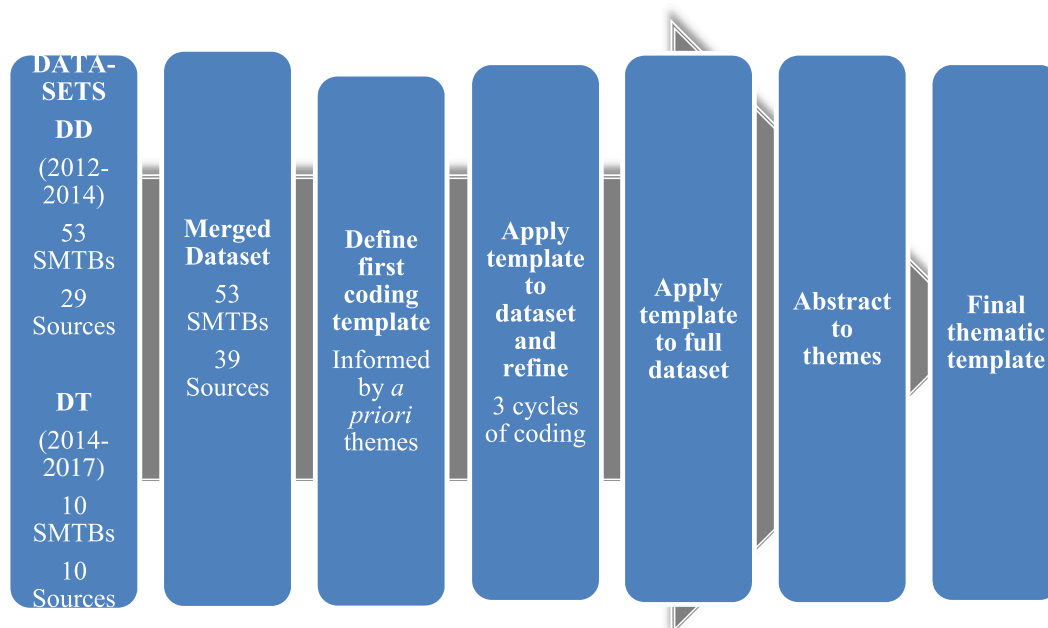 DATA-
SETS
DD
(2012-
2014)
53
SMTBs
29
Sources
DT
(2014-
2017)
10
SMTBs
10
Sources
Merged
Dataset
53
SMTBs
39
Sources
Define
first
coding
template
Informed
by a
priori
themes
Apply
template
to
dataset
and
refine
3 cycles
of coding
Apply
template
to full
dataset
Abstract
to
themes
Final
thematic
template